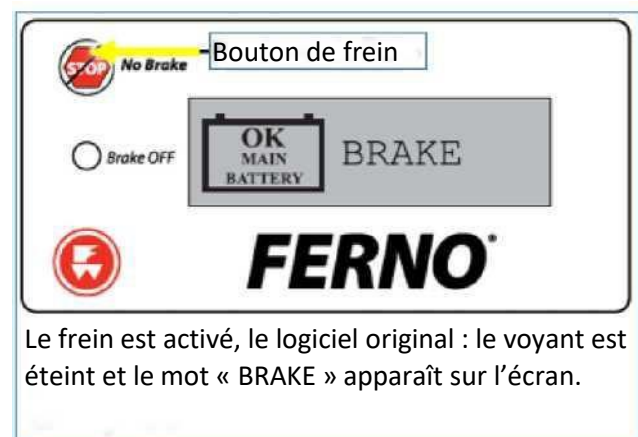 Bouton de frein
STOP No Brake
Brake OFF
OK
MAIN
BATTERY
BRAKE
FERNO
Le frein est activé, le logiciel original : le voyant est
éteint et le mot « BRAKE » apparaît sur l’écran.